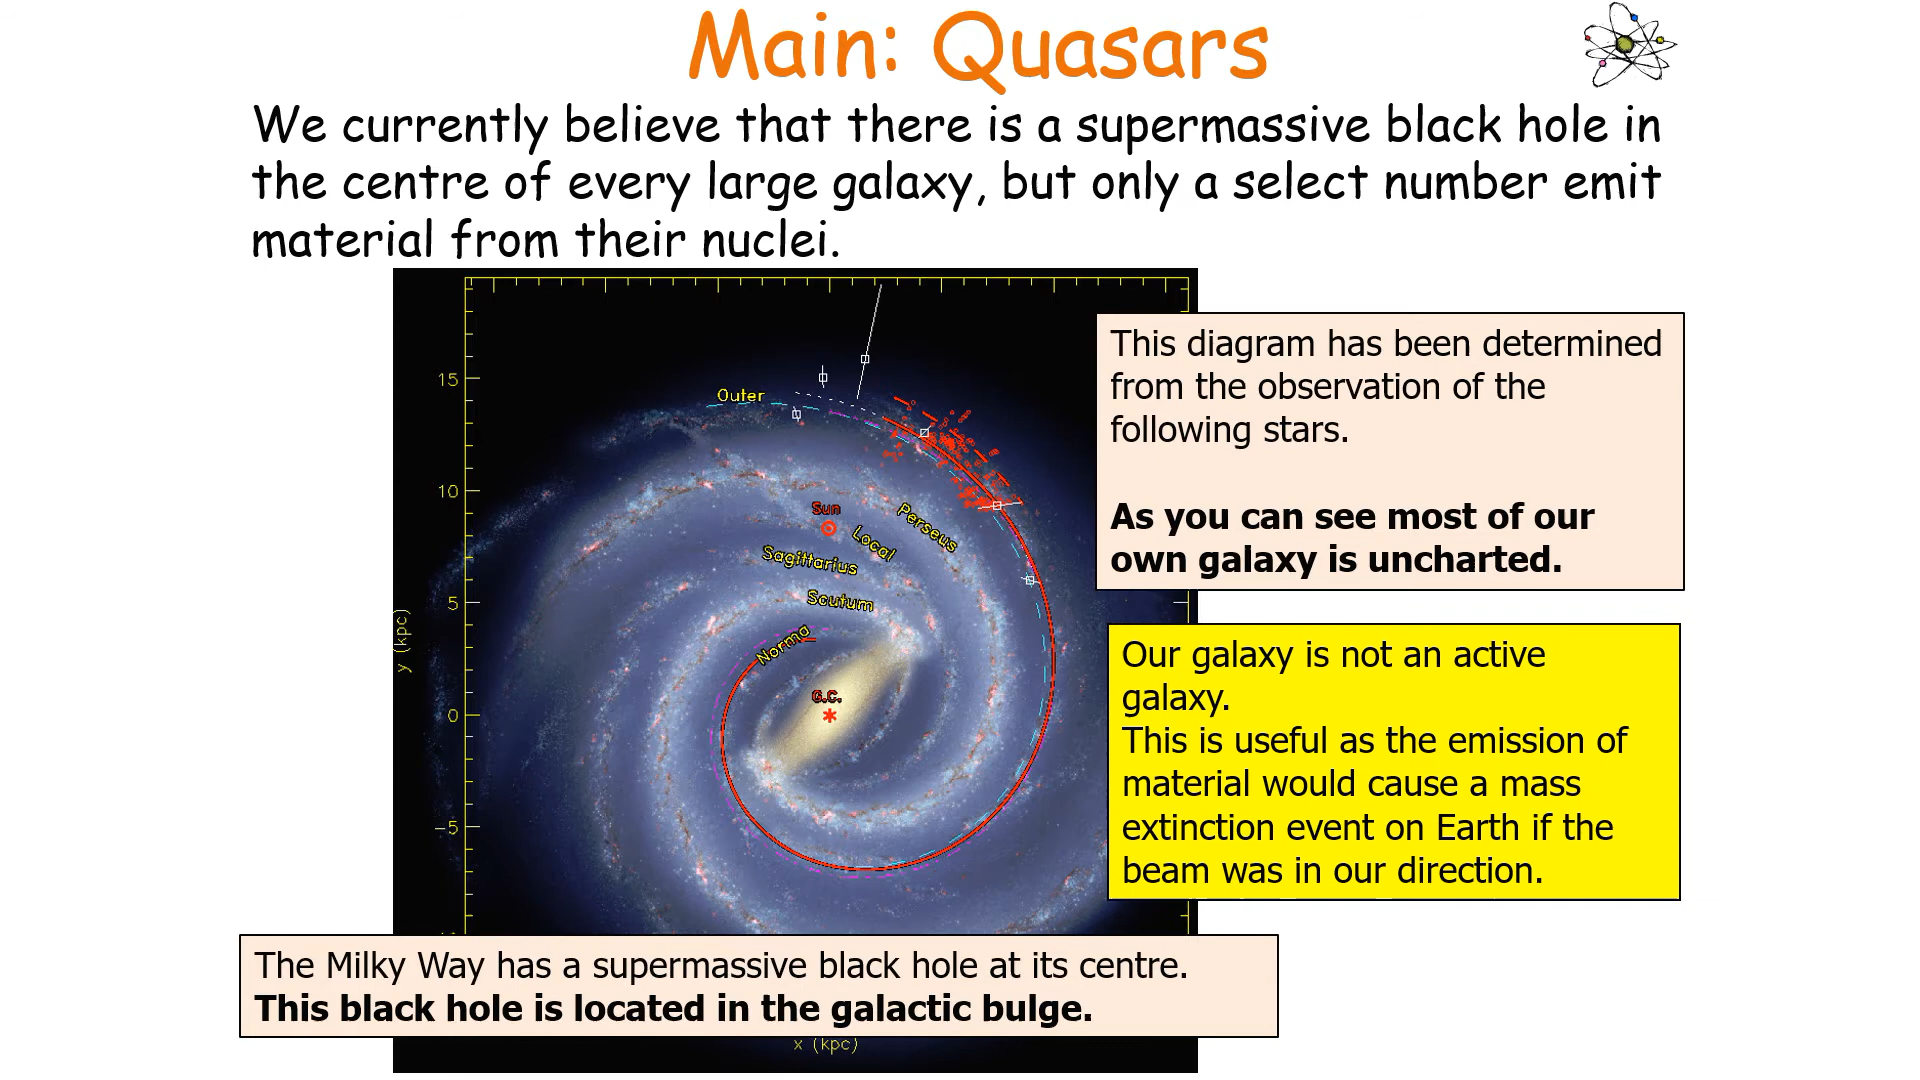 Main: Quasars
We currently believe that there is a supermassive black hole in
the centre of every large galaxy, but only a select number emit
material from their nuclei.
This diagram has been determined
from the observation of the
following stars.
As you can see most of our
own galaxy is uncharted.
Our galaxy is not an active
galaxy.
This is useful as the emission of
material would cause a mass
extinction event on Earth if the
beam was in our direction.
15
Outer
10
Sun
Perseus
Local
Sagittarius
5
Scutum
y (kpc)
Norma
G.C.
0
-5
The Milky Way has a supermassive black hole at its centre.
This black hole is located in the galactic bulge.
x (kpc)